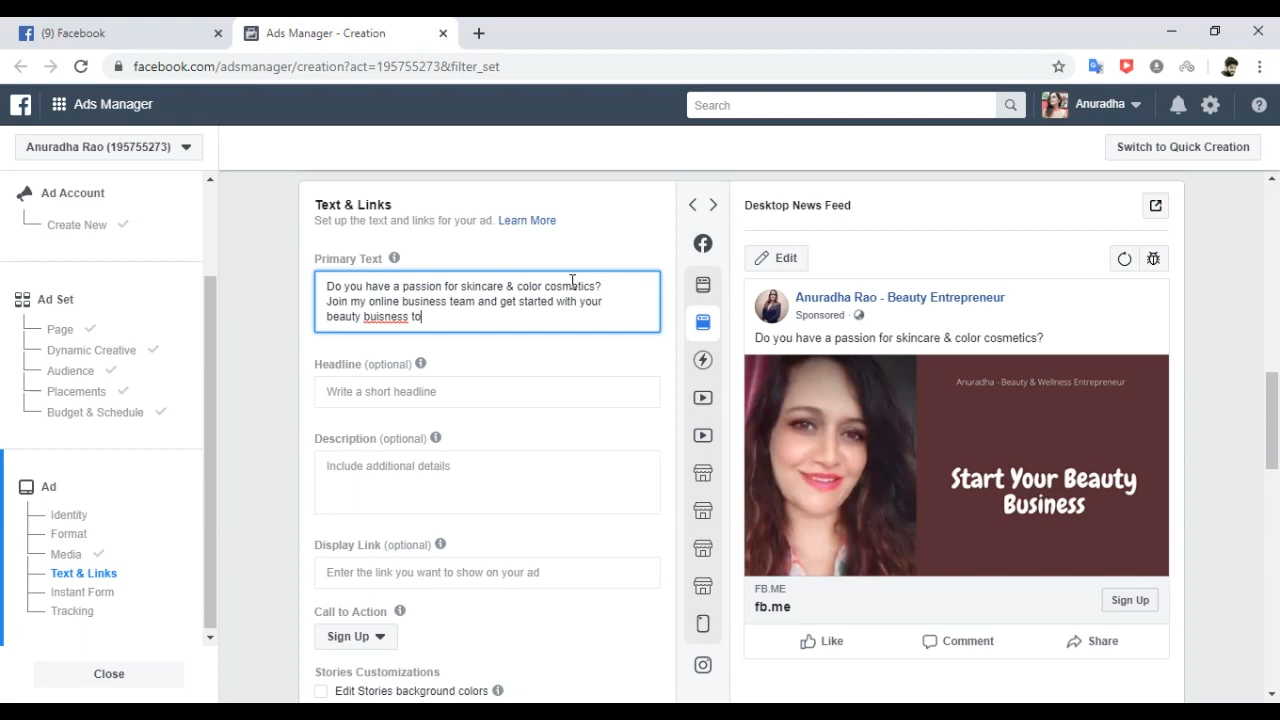 (9) Facebook
Ads Manager - Creation
facebook.com/adsmanager/creation?act=195755273&filter_set
Ads Manager
Search
Anuradha
Anuradha Rao (195755273)
Switch to Quick Creation
Ad Account
Create New
Ad Set
Page
Dynamic Creative
Audience
Placements
Budget & Schedule
Ad
Identity
Format
Media
Text & Links
Instant Form
Tracking
Close
Text & Links
Set up the text and links for your ad. Learn More
Primary Text
Do you have a passion for skincare & color cosmetics?
Join my online business team and get started with your
beauty buisness to
Headline (optional)
Write a short headline
Description (optional)
Include additional details
Display Link (optional)
Enter the link you want to show on your ad
Call to Action
Sign Up
Stories Customizations
Edit Stories background colors
Desktop News Feed
Edit
Anuradha Rao - Beauty Entrepreneur
Sponsored ·
Do you have a passion for skincare & color cosmetics?
Anuradha - Beauty & Wellness Entrepreneur
Start Your Beauty
Business
FB.ME
fb.me
Sign Up
Like
Comment
Share